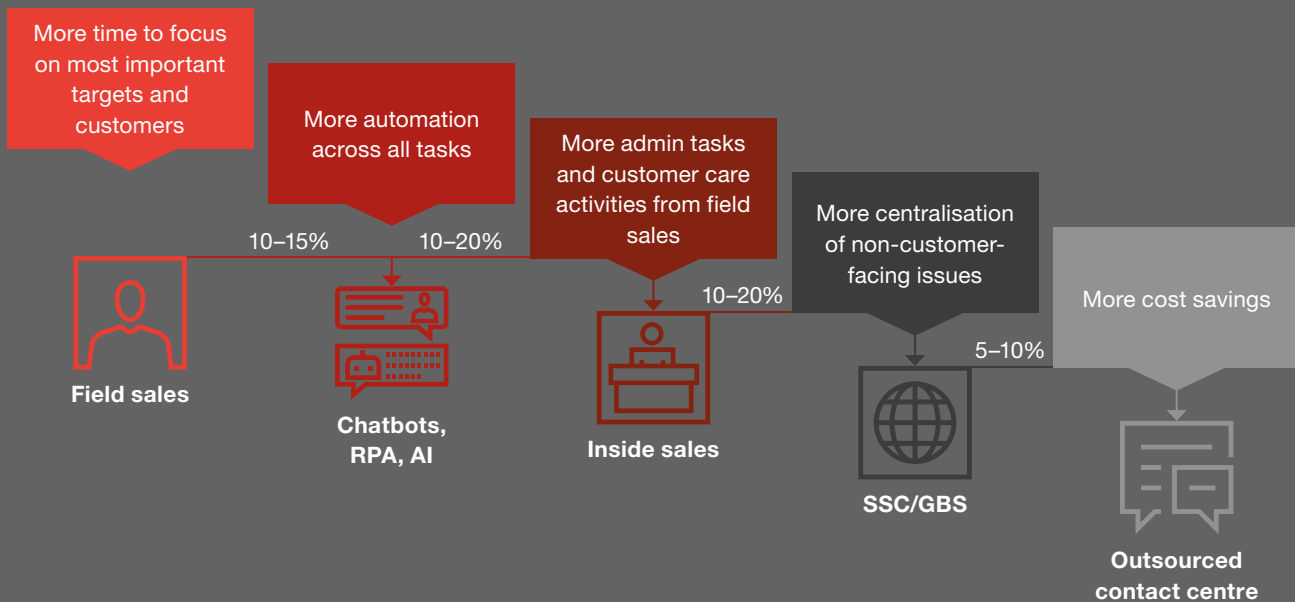 More time to focus
on most important
targets and
customers
More automation
across all tasks
More admin tasks
and customer care
activities from field
sales
More centralisation
of non-customer-
facing issues
More cost savings
10–15%
10–20%
10–20%
5–10%
Field sales
Chatbots,
RPA, AI
Inside sales
SSC/GBS
Outsourced
contact centre